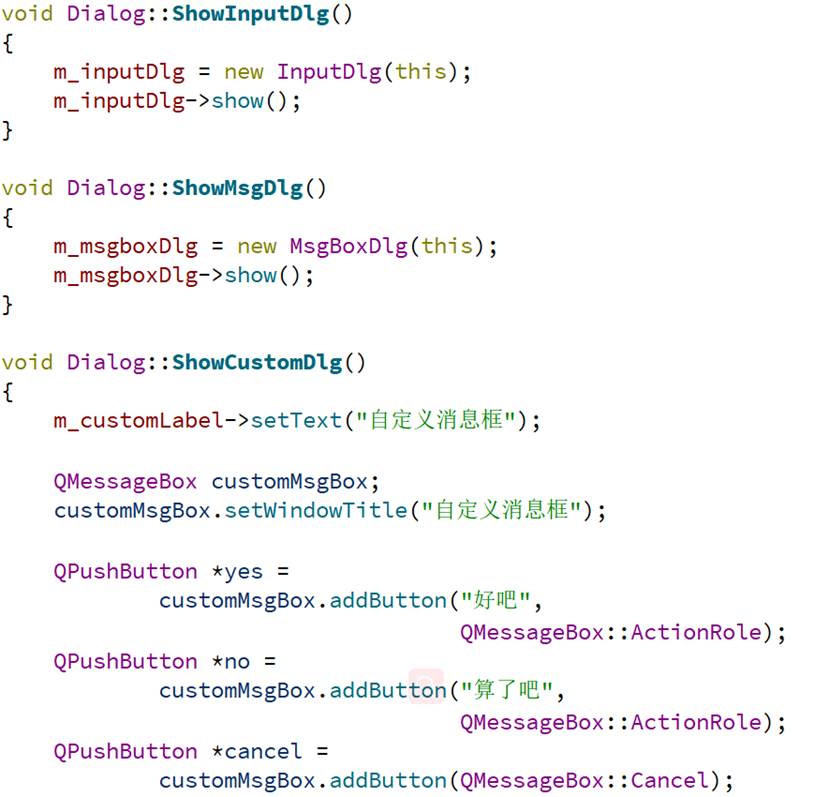 void Dialog::ShowInputDlg()
{
    m_inputDlg = new InputDlg(this);
    m_inputDlg->show();
}

void Dialog::ShowMsgDlg()
{
    m_msgboxDlg = new MsgBoxDlg(this);
    m_msgboxDlg->show();
}

void Dialog::ShowCustomDlg()
{
    m_customLabel->setText("自定义消息框");

    QMessageBox customMsgBox;
    customMsgBox.setWindowTitle("自定义消息框");

    QPushButton *yes =
            customMsgBox.addButton("好吧",
                                   QMessageBox::ActionRole);
    QPushButton *no =
            customMsgBox.addButton("算了吧",
                                   QMessageBox::ActionRole);
    QPushButton *cancel =
            customMsgBox.addButton(QMessageBox::Cancel);